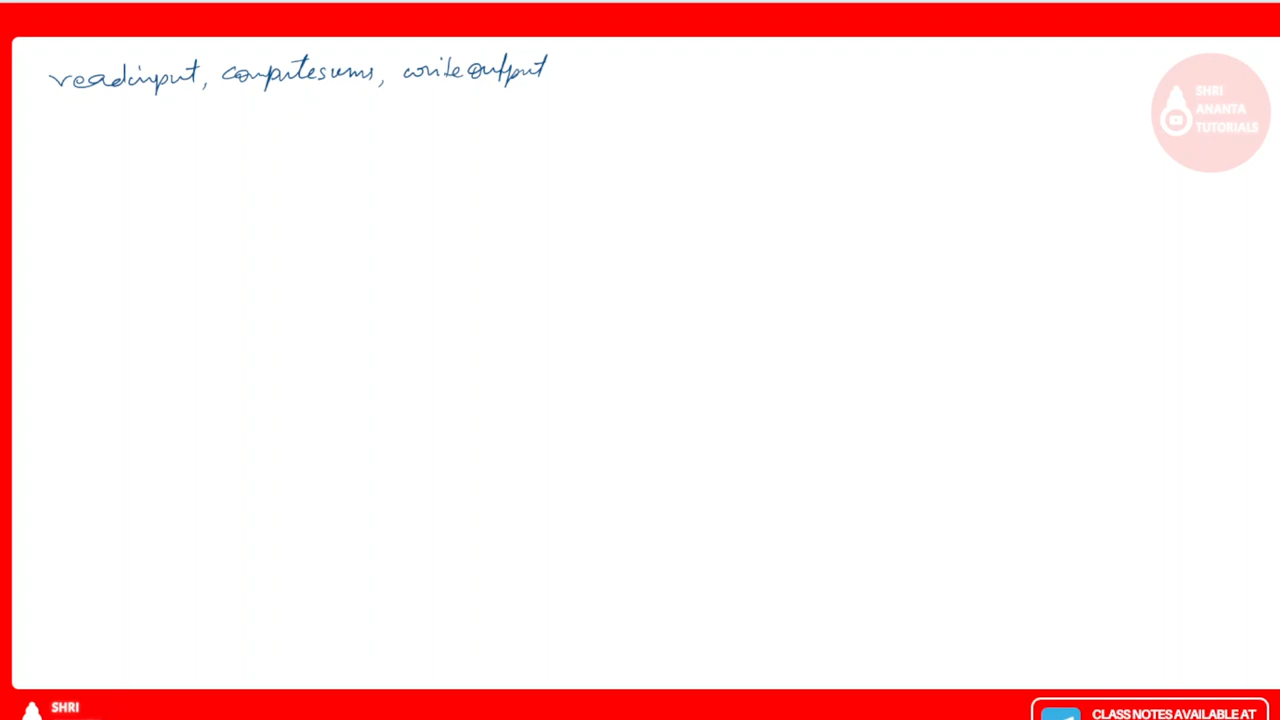 readinput, computesums, writeoutput
SHRI
ANANTA
TUTORIALS
SHRI
CLASS NOTES AVAILABLE AT